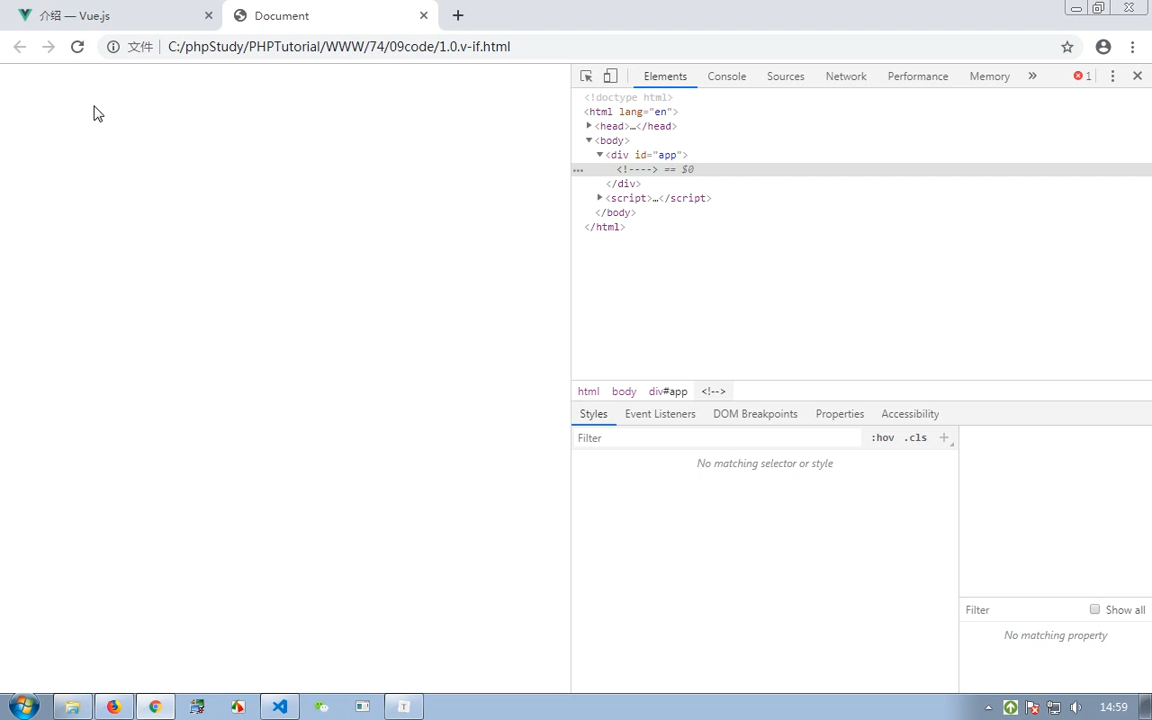 介绍 — Vue.js
Document
文件 C:/phpStudy/PHPTutorial/WWW/74/09code/1.0.v-if.html
Elements Console Sources Network Performance Memory » 1
<!doctype html>
<html lang="en">
<head>…</head>
<body>
<div id="app">
<!----> == $0
</div>
<script>…</script>
</body>
</html>
html body div#app <!-->
Styles Event Listeners DOM Breakpoints Properties Accessibility
Filter :hov .cls +
No matching selector or style
Filter Show all
No matching property
14:59